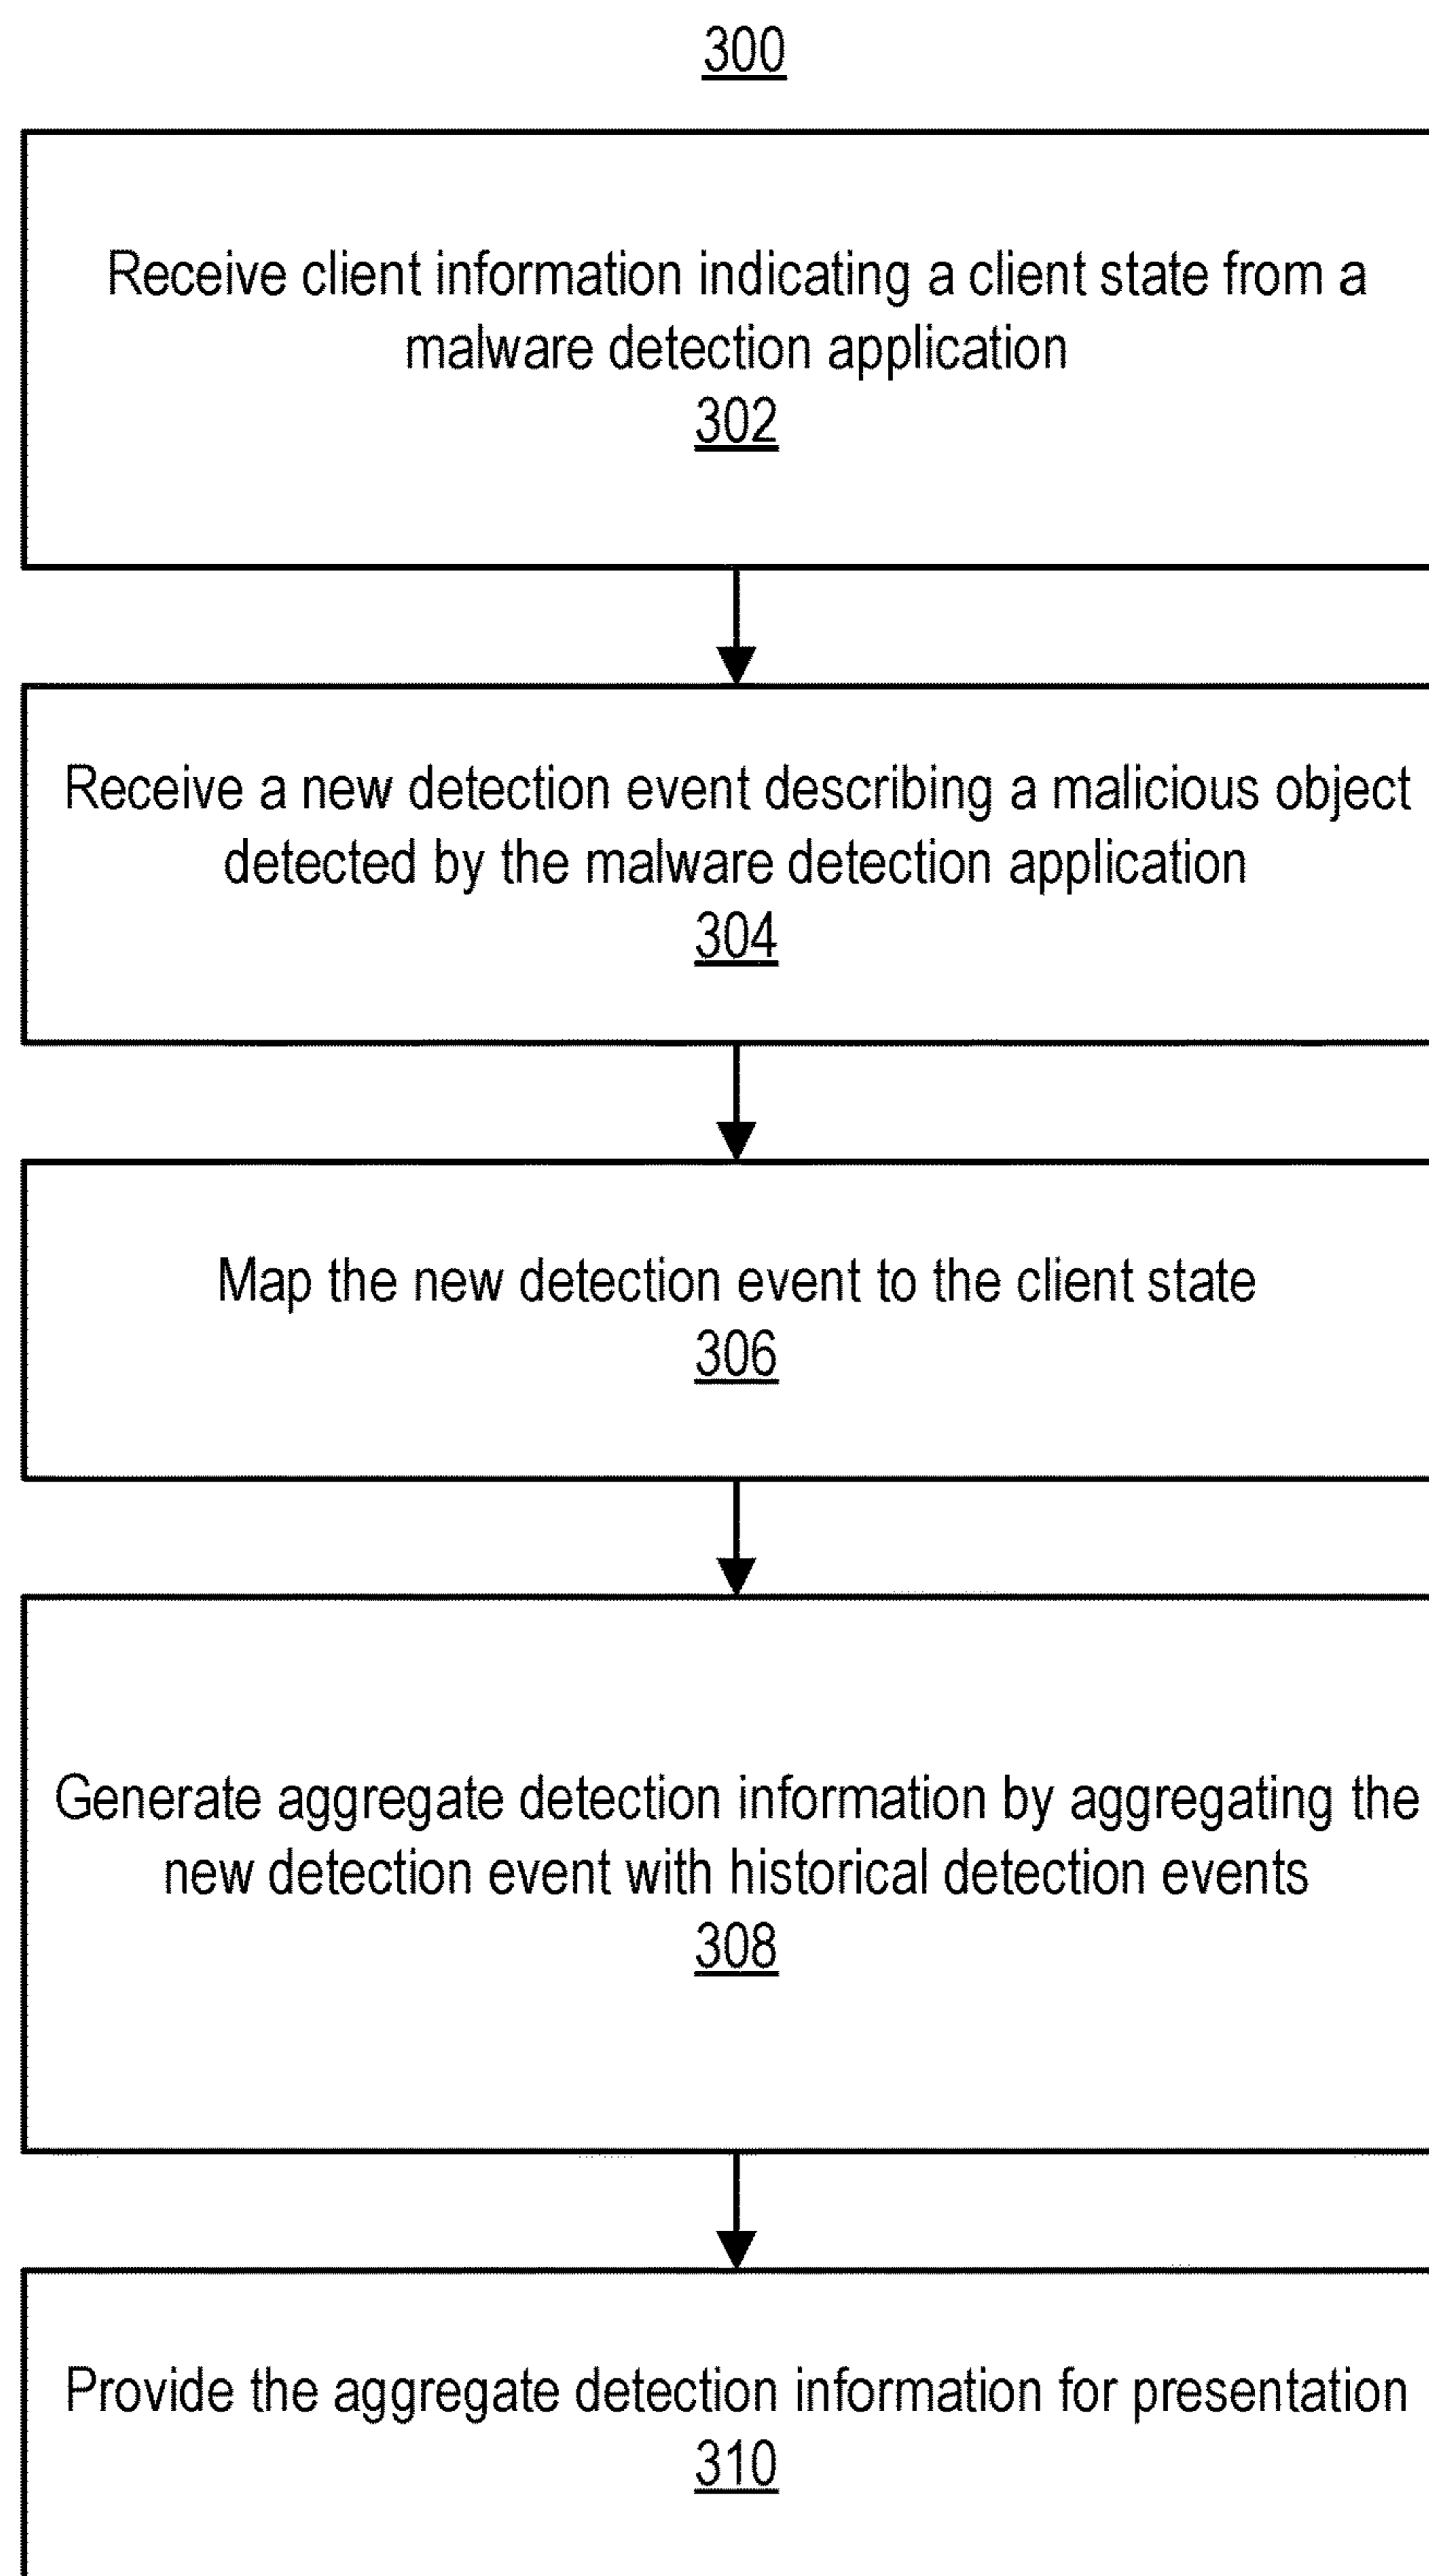 300
Receive client information indicating a client state from a
malware detection application
302
Receive a new detection event describing a malicious object
detected by the malware detection application
304
Map the new detection event to the client state
306
Generate aggregate detection information by aggregating the
new detection event with historical detection events
308
Provide the aggregate detection information for presentation
310